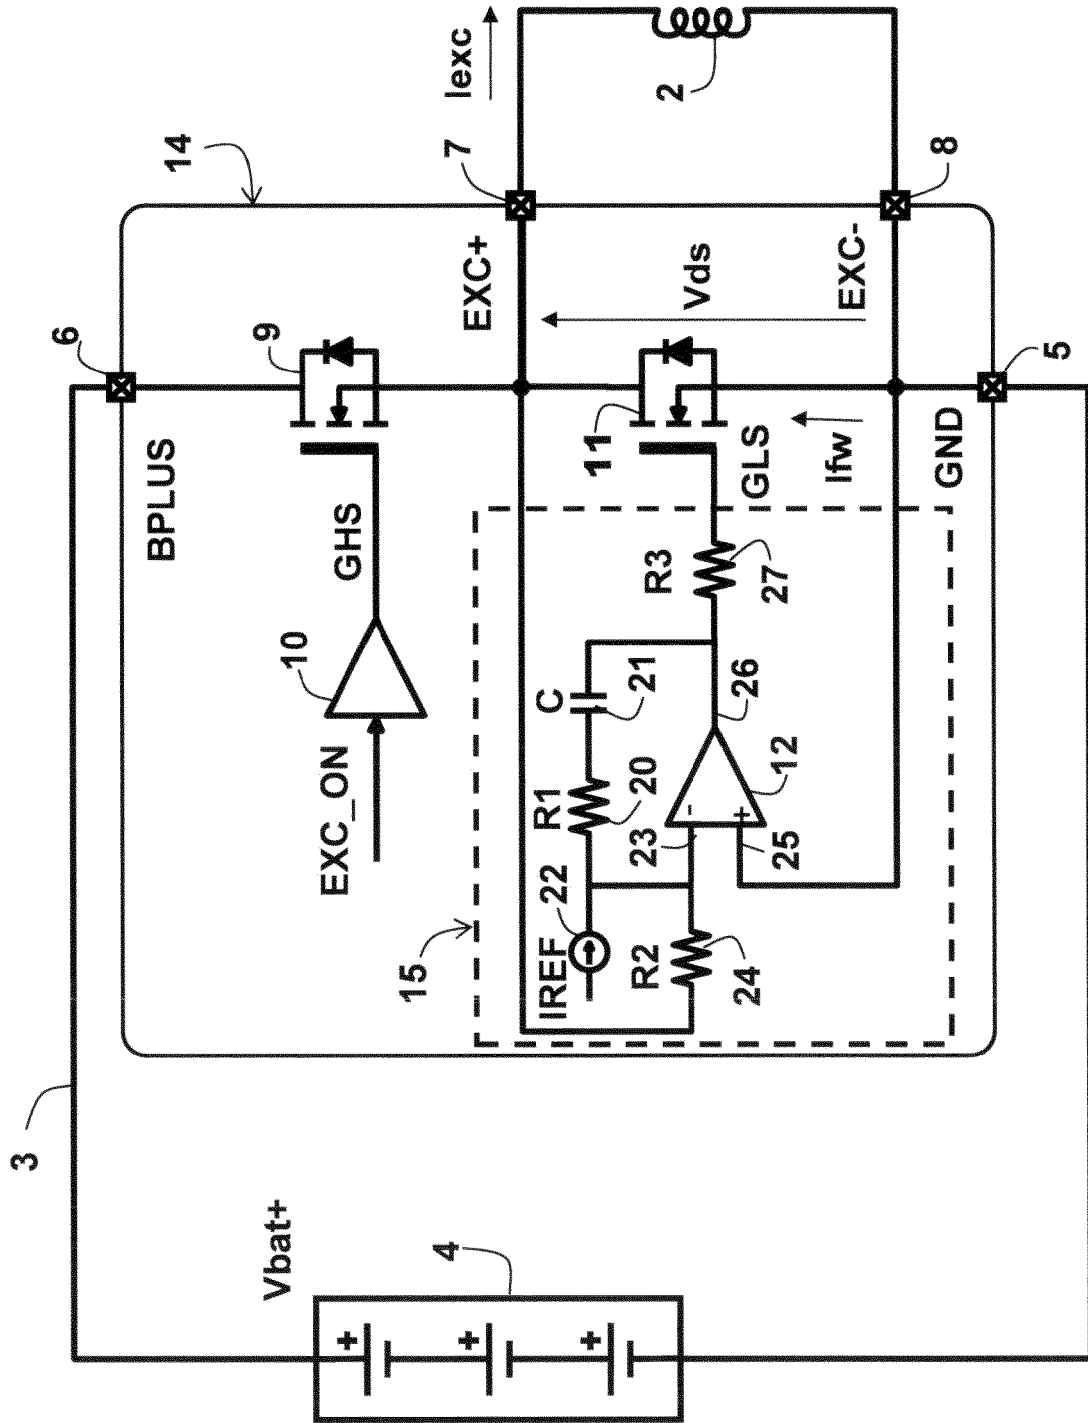 3
Vbat+
4
+
+
+
14
6
BPLUS
9
GHS
10
EXC_ON
7
EXC+
Iexc
2
8
EXC-
Vds
5
GND
Ifw
11
GLS
15
IREF
22
R1
20
C
21
R2
24
23
25
-
+
12
26
R3
27